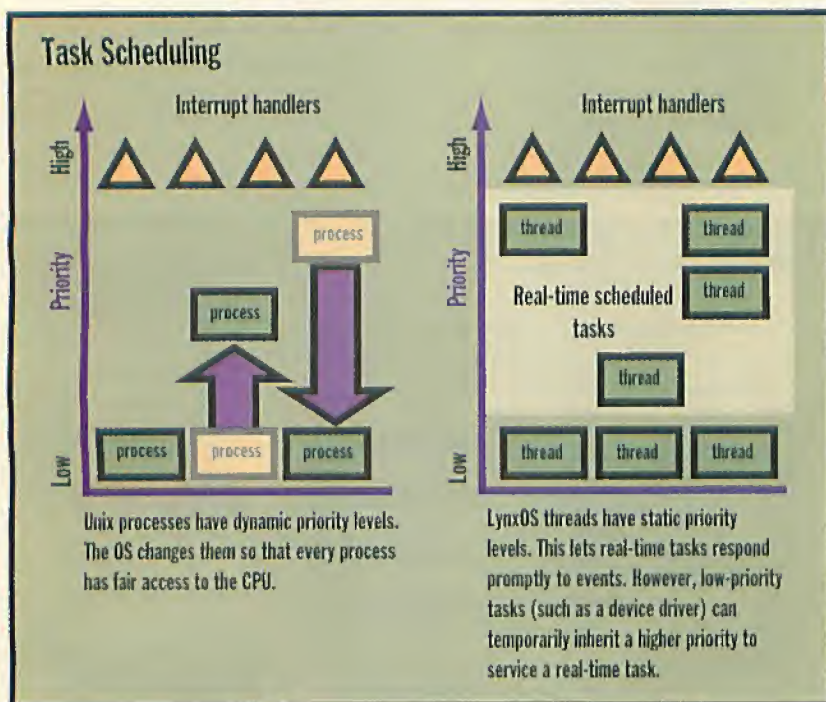 Task Scheduling
Interrupt handlers
High
Priority
Low
process
process
process
process
process
Unix processes have dynamic priority levels.
The OS changes them so that every process
has fair access to the CPU.
Interrupt handlers
High
Priority
Low
thread
thread
thread
Real-time scheduled
tasks
thread
thread
thread
thread
LynxOS threads have static priority
levels. This lets real-time tasks respond
promptly to events. However, low-priority
tasks (such as a device driver) can
temporarily inherit a higher priority to
service a real-time task.